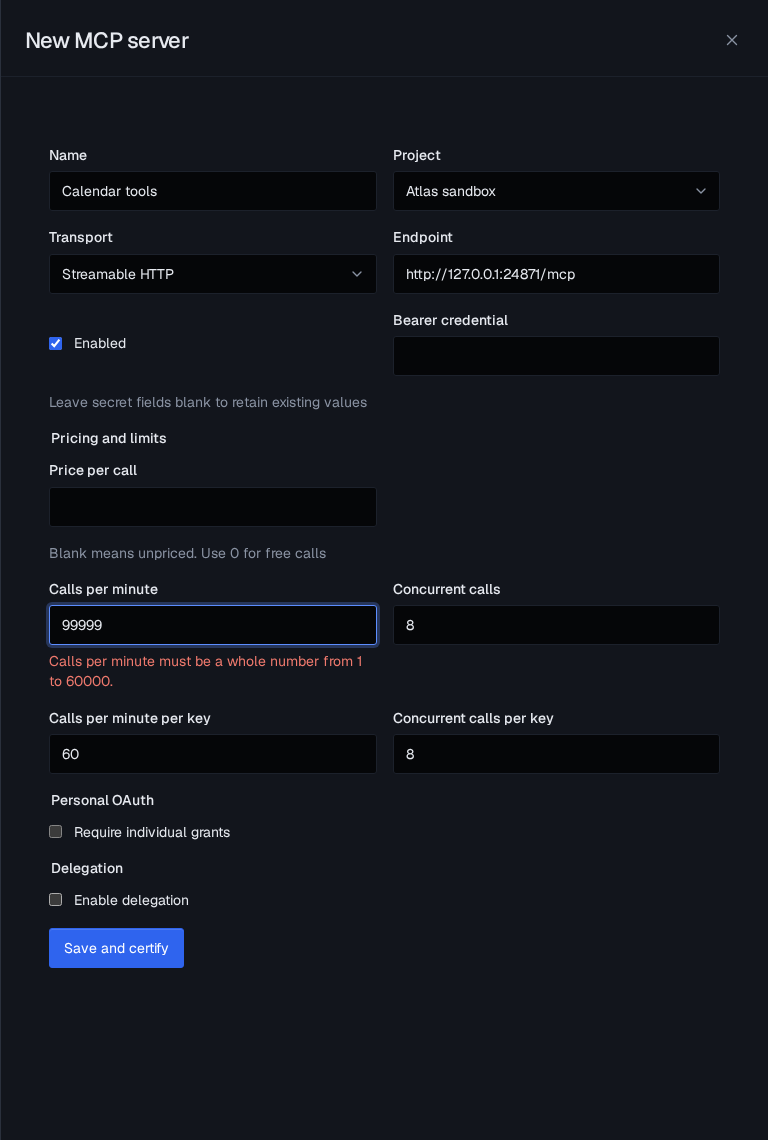 New MCP server
Name
Project
Calendar tools
Atlas sandbox
Transport
Endpoint
Streamable HTTP
http://127.0.0.1:24871/mcp
Enabled
Bearer credential
Leave secret fields blank to retain existing values
Pricing and limits
Price per call
Blank means unpriced. Use 0 for free calls
Calls per minute
Concurrent calls
99999
8
Calls per minute must be a whole number from 1
to 60000.
Calls per minute per key
Concurrent calls per key
60
8
Personal OAuth
Require individual grants
Delegation
Enable delegation
Save and certify